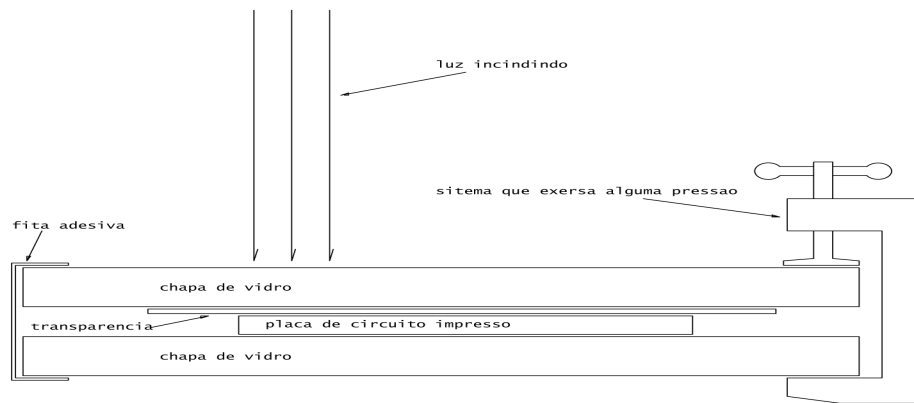 luz incindindo
sitema que exersa alguma pressao
fita adesiva
chapa de vidro
transparencia
placa de circuito impresso
chapa de vidro